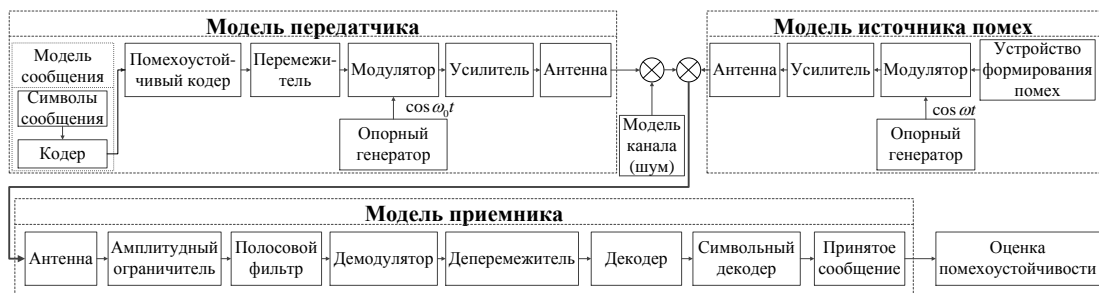 Модель передатчика
Модель
сообщения
Символы
сообщения
Кодер
Помехоустой-
чивый кодер
Перемежи-
тель
Модулятор
Усилитель
Антенна
cos ω₀t
Опорный
генератор
Модель
канала
(шум)
Модель источника помех
Антенна
Усилитель
Модулятор
Устройство
формирования
помех
cos ωt
Опорный
генератор
Модель приемника
Антенна
Амплитудный
ограничитель
Полосовой
фильтр
Демодулятор
Деперемежитель
Декодер
Символьный
декодер
Принятое
сообщение
Оценка
помехоустойчивости